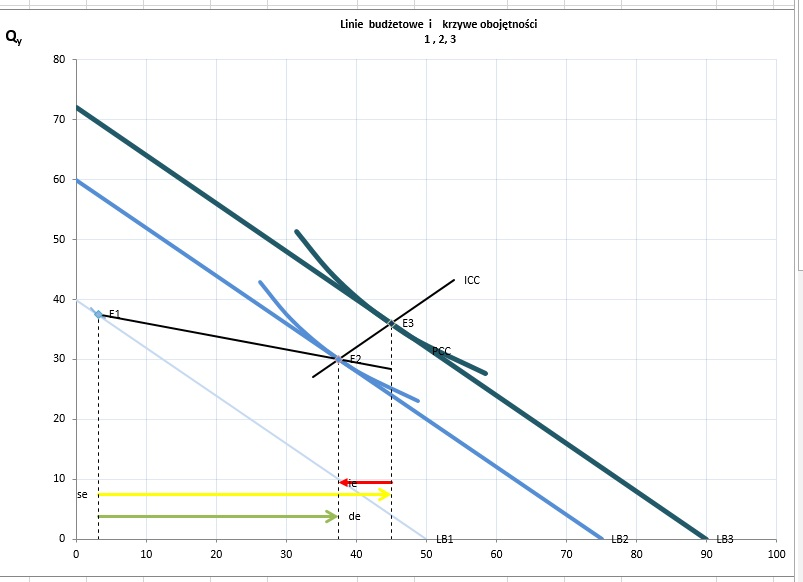 Linie budżetowe i krzywe obojętności
1 , 2, 3
Qy
80
70
60
50
40
30
20
10
0
ICC
E1
E3
PCC
E2
ie
se
de
LB1
LB2
LB3
0 10 20 30 40 50 60 70 80 90 100